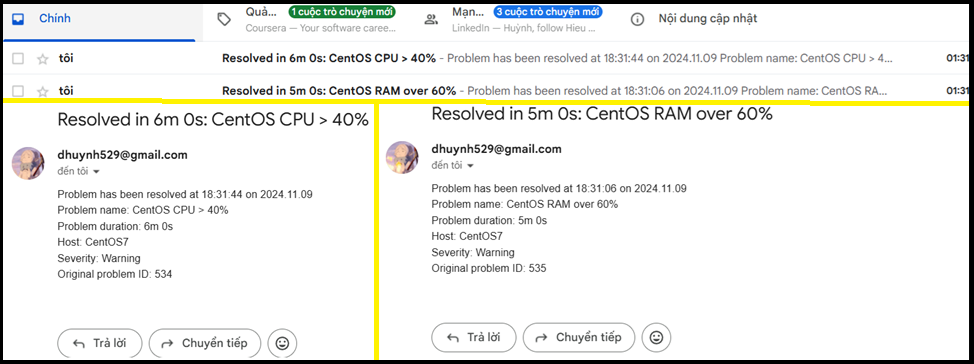 Chính
Quả... 1 cuộc trò chuyện mới
Coursera — Your software caree...
Mạn... 3 cuộc trò chuyện mới
LinkedIn — Huỳnh, follow Hieu ...
Nội dung cập nhật
tôi Resolved in 6m 0s: CentOS CPU > 40% - Problem has been resolved at 18:31:44 on 2024.11.09 Problem name: CentOS CPU > 4... 01:31
tôi Resolved in 5m 0s: CentOS RAM over 60% - Problem has been resolved at 18:31:06 on 2024.11.09 Problem name: CentOS RA... 01:31
Resolved in 6m 0s: CentOS CPU > 40%
dhuynh529@gmail.com
đến tôi
Problem has been resolved at 18:31:44 on 2024.11.09
Problem name: CentOS CPU > 40%
Problem duration: 6m 0s
Host: CentOS7
Severity: Warning
Original problem ID: 534
Trả lời
Chuyển tiếp
Resolved in 5m 0s: CentOS RAM over 60%
dhuynh529@gmail.com
đến tôi
Problem has been resolved at 18:31:06 on 2024.11.09
Problem name: CentOS RAM over 60%
Problem duration: 5m 0s
Host: CentOS7
Severity: Warning
Original problem ID: 535
Trả lời
Chuyển tiếp